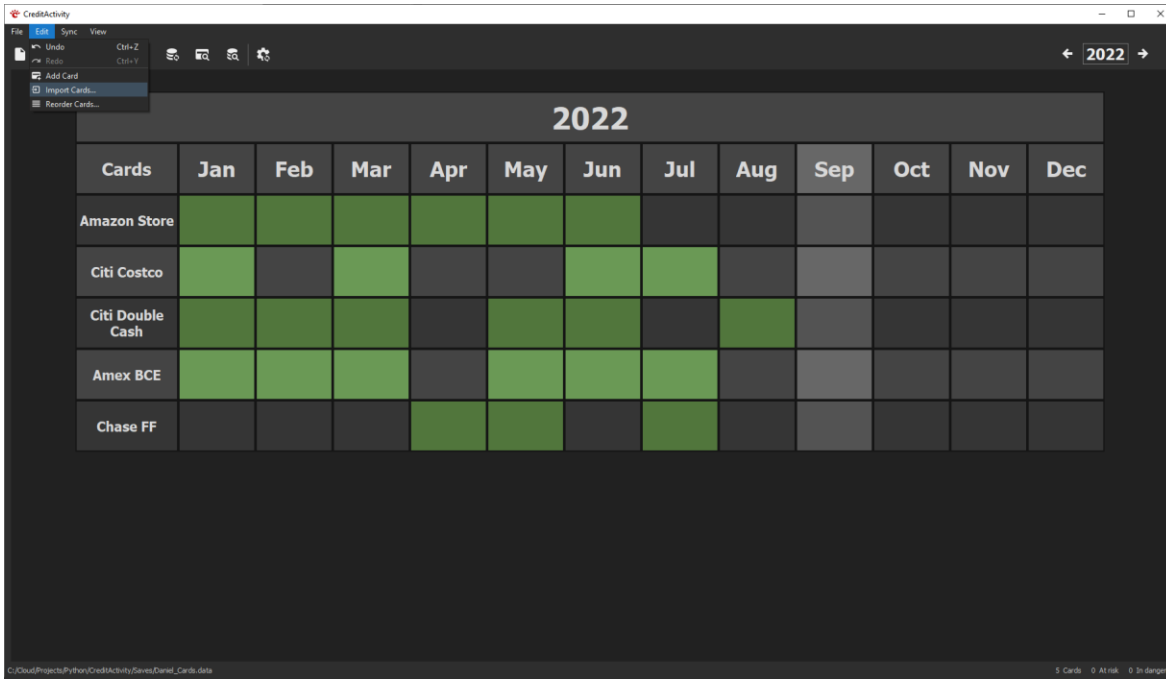 CreditActivity
File Edit Sync View
Undo Ctrl+Z
Redo Ctrl+Y
Add Card
Import Cards...
Reorder Cards...
2022
2022
Cards Jan Feb Mar Apr May Jun Jul Aug Sep Oct Nov Dec
Amazon Store
Citi Costco
Citi Double
Cash
Amex BCE
Chase FF
C:/Cloud/Projects/Python/CreditActivity/Saves/Daniel_Cards.data 5 Cards 0 At risk 0 In danger